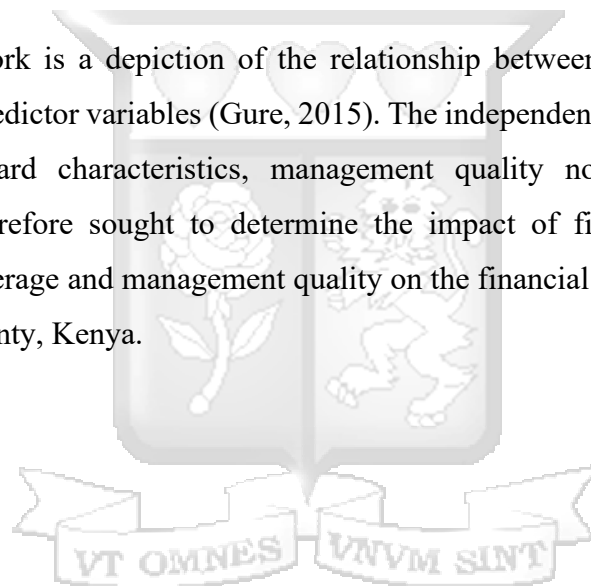 ork is a depiction of the relationship between
edictor variables (Gure, 2015). The independen
ard characteristics, management quality no
refore sought to determine the impact of fi
erage and management quality on the financial
nty, Kenya.
VT OMNES VNVM SINT